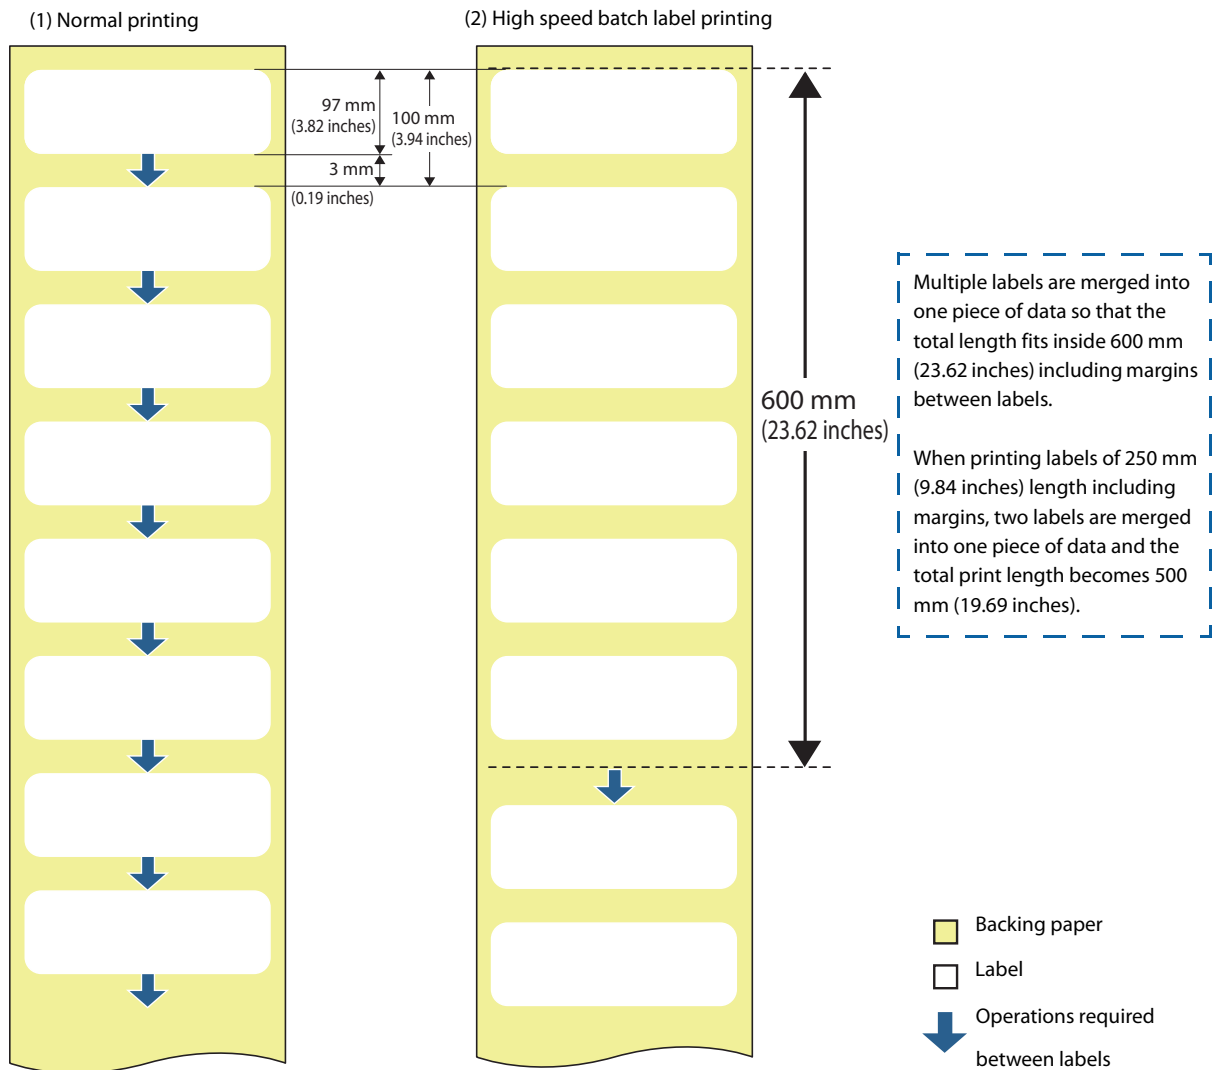 (1) Normal printing
(2) High speed batch label printing
97 mm
(3.82 inches)
100 mm
(3.94 inches)
3 mm
(0.19 inches)
600 mm
(23.62 inches)
Multiple labels are merged into
one piece of data so that the
total length fits inside 600 mm
(23.62 inches) including margins
between labels.
When printing labels of 250 mm
(9.84 inches) length including
margins, two labels are merged
into one piece of data and the
total print length becomes 500
mm (19.69 inches).
Backing paper
Label
Operations required
between labels